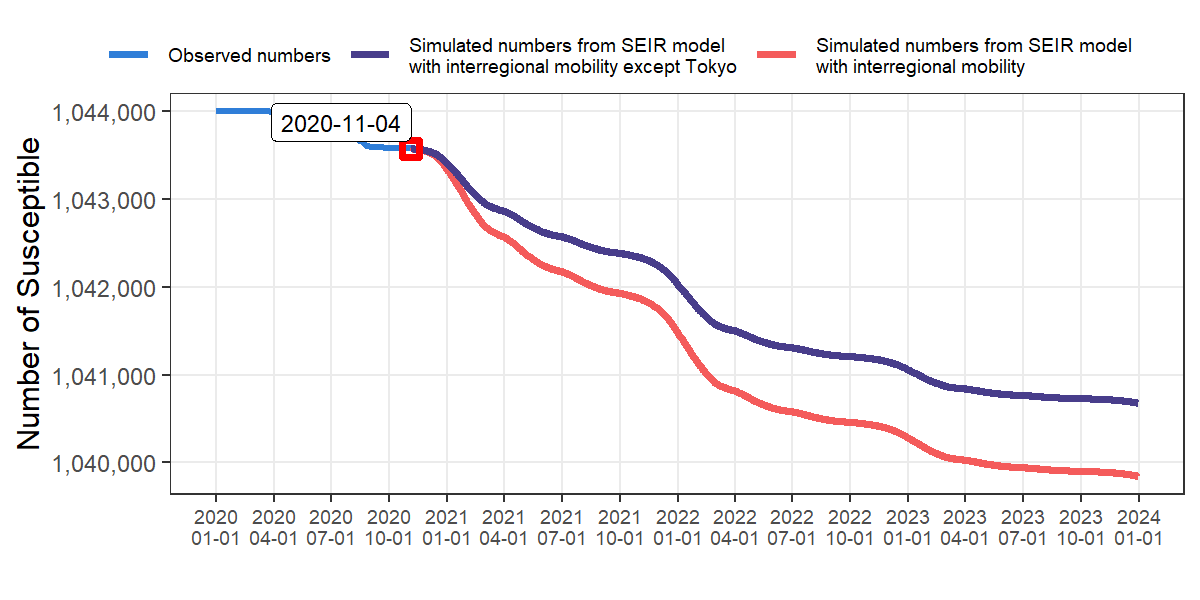 Observed numbers
Simulated numbers from SEIR model
with interregional mobility except Tokyo
Simulated numbers from SEIR model
with interregional mobility
Number of Susceptible
1,044,000
1,043,000
1,042,000
1,041,000
1,040,000
2020-11-04
2020 2020 2020 2020 2021 2021 2021 2021 2022 2022 2022 2022 2023 2023 2023 2023 2024
01-01 04-01 07-01 10-01 01-01 04-01 07-01 10-01 01-01 04-01 07-01 10-01 01-01 04-01 07-01 10-01 01-01